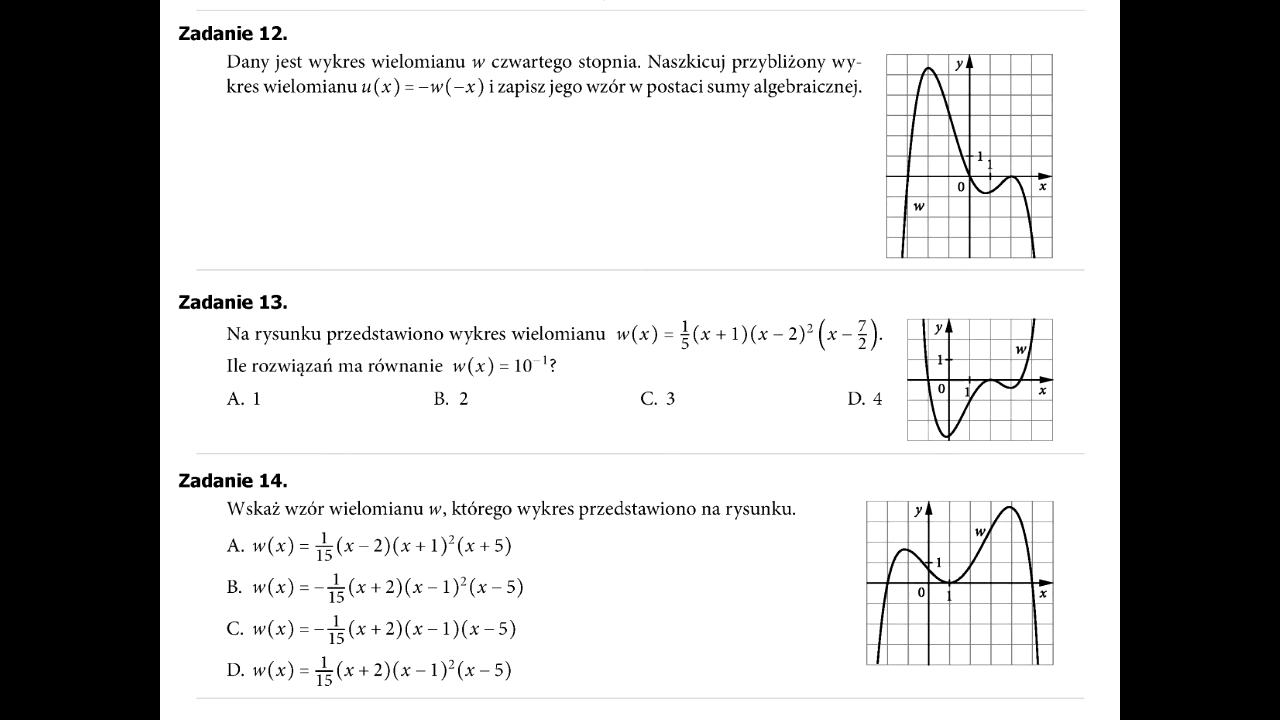 Zadanie 12.
Dany jest wykres wielomianu w czwartego stopnia. Naszkicuj przybliżony wy-
kres wielomianu u(x) = −w(−x) i zapisz jego wzór w postaci sumy algebraicznej.
y
1
1
0
x
w
Zadanie 13.
Na rysunku przedstawiono wykres wielomianu w(x) = 1/5(x + 1)(x − 2)²(x − 7/2).
Ile rozwiązań ma równanie w(x) = 10⁻¹?
A. 1 B. 2 C. 3 D. 4
y
w
1
0
1
x
Zadanie 14.
Wskaż wzór wielomianu w, którego wykres przedstawiono na rysunku.
A. w(x) = 1/15(x − 2)(x + 1)²(x + 5)
B. w(x) = −1/15(x + 2)(x − 1)²(x − 5)
C. w(x) = −1/15(x + 2)(x − 1)(x − 5)
D. w(x) = 1/15(x + 2)(x − 1)²(x − 5)
y
w
1
0
1
x